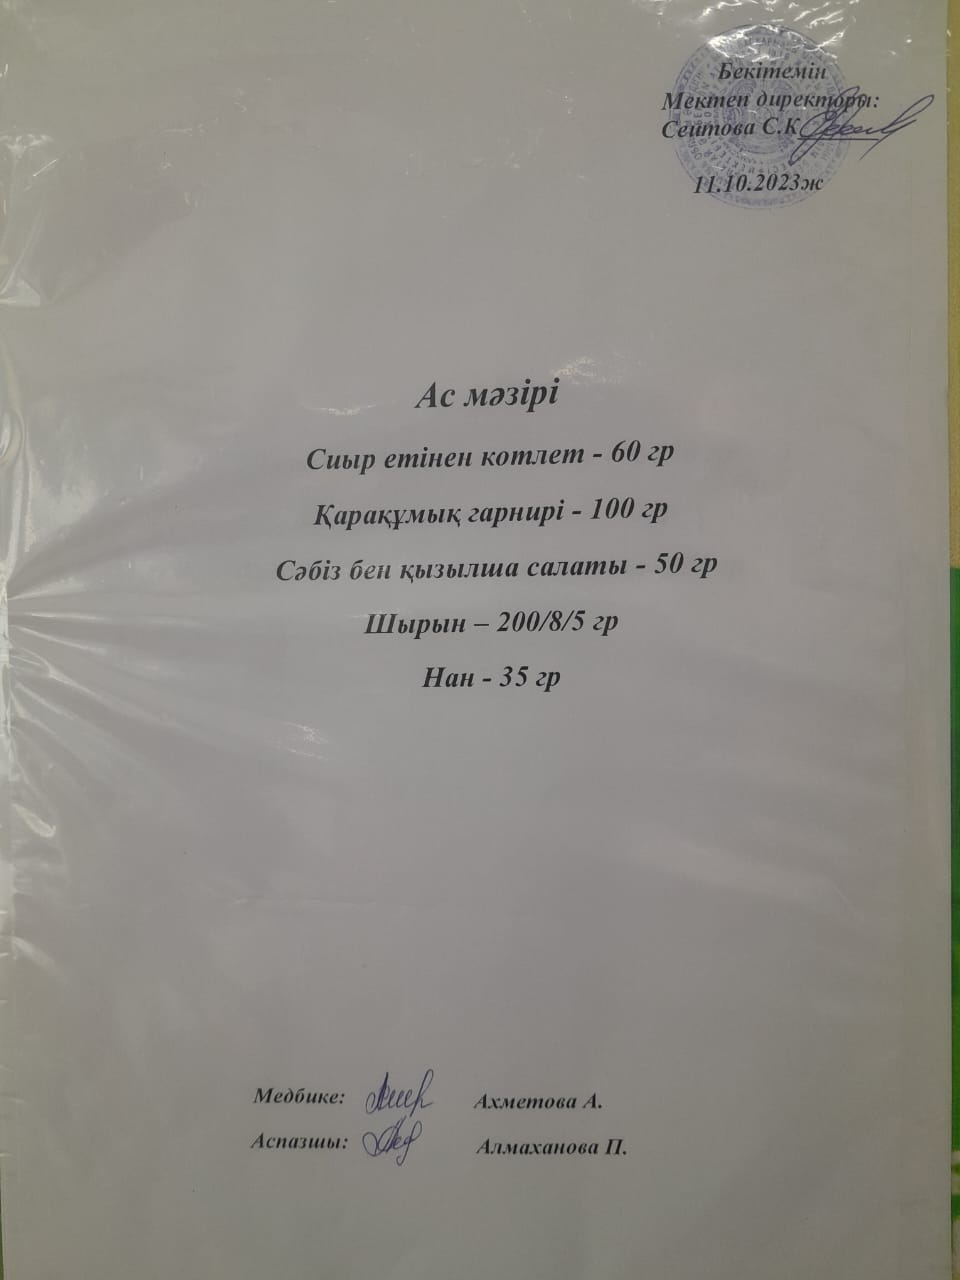 Бекітемін
Мектеп директоры:
Сейтова С.К
11.10.2023ж
Ас мәзірі
Сиыр етінен котлет - 60 гр
Қарақұмық гарнирі - 100 гр
Сәбіз бен қызылша салаты - 50 гр
Шырын – 200/8/5 гр
Нан - 35 гр
Медбике: Ахметова А.
Аспазшы: Алмаханова П.